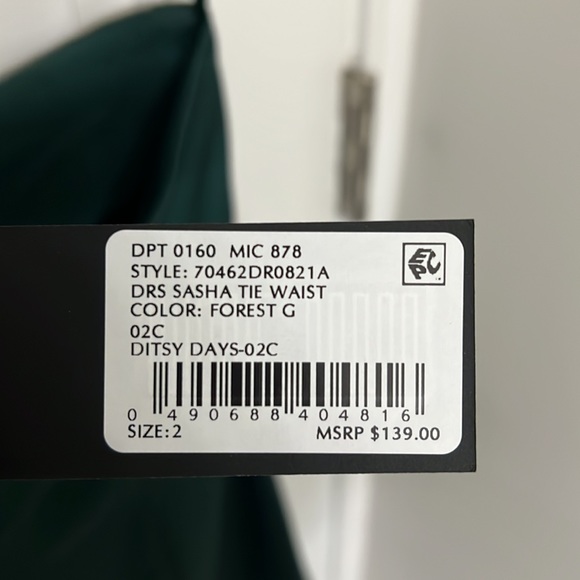 DPT 0160 MIC 878
STYLE: 70462DR0821A
DRS SASHA TIE WAIST
COLOR: FOREST G
02C
DITSY DAYS-02C
0 490688 404816
SIZE: 2 MSRP $139.00
EPC